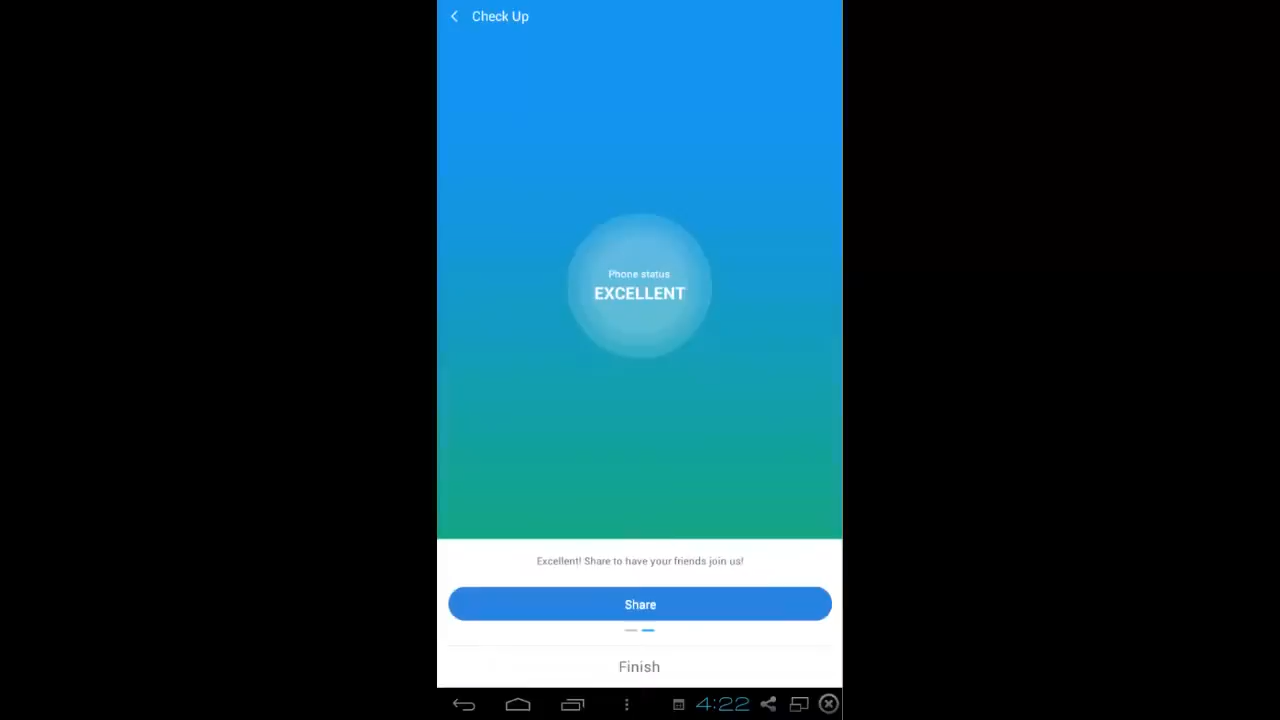 Check Up
Phone status
EXCELLENT
Excellent! Share to have your friends join us!
Share
Finish
4:22